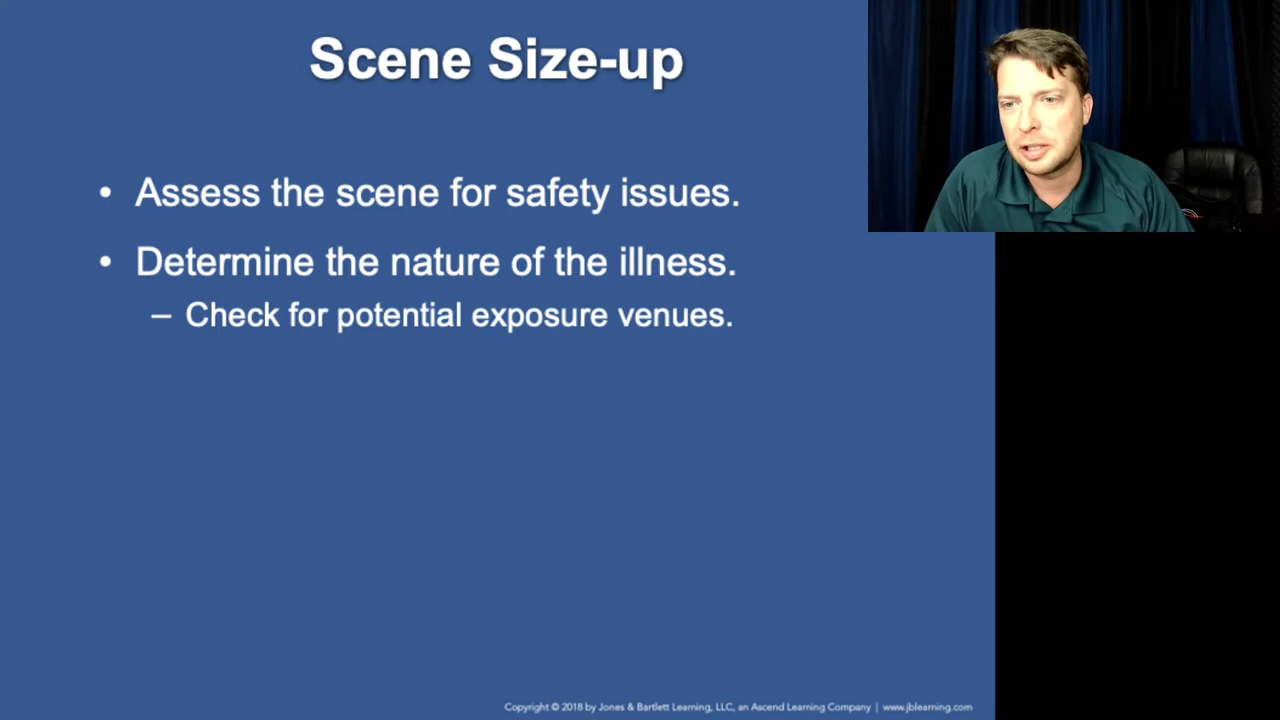 Scene Size-up
• Assess the scene for safety issues.
• Determine the nature of the illness.
– Check for potential exposure venues.
Copyright © 2018 by Jones & Bartlett Learning, LLC, an Ascend Learning Company | www.jblearning.com